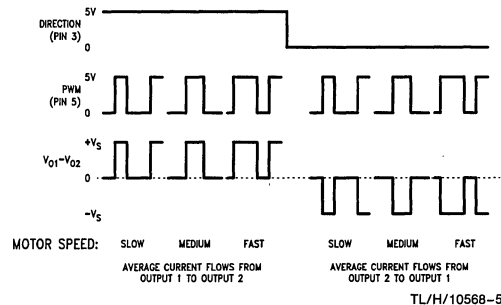 5V
DIRECTION
(PIN 3)
0
5V
PWM
(PIN 5)
0
+VS
VO1-VO2
0
-VS
MOTOR SPEED: SLOW MEDIUM FAST SLOW MEDIUM FAST
AVERAGE CURRENT FLOWS FROM
OUTPUT 1 TO OUTPUT 2
AVERAGE CURRENT FLOWS FROM
OUTPUT 2 TO OUTPUT 1
TL/H/10568-5